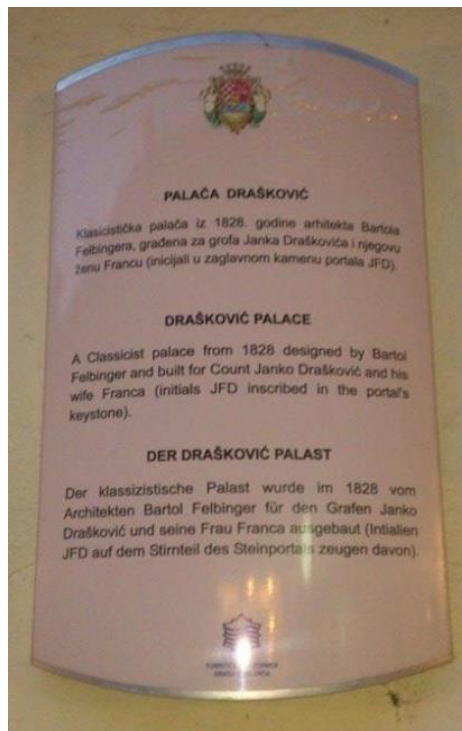 PALAČA DRAŠKOVIĆ
Klasicistička palača iz 1828. godine arhitekta Bartola
Felbingera, građena za grofa Janka Draškovića i njegovu
ženu Francu (inicijali u zaglavnom kamenu portala JFD).
DRAŠKOVIĆ PALACE
A Classicist palace from 1828 designed by Bartol
Felbinger and built for Count Janko Drašković and his
wife Franca (initials JFD inscribed in the portal's
keystone).
DER DRAŠKOVIĆ PALAST
Der klassizistische Palast wurde im 1828 vom
Architekten Bartol Felbinger für den Grafen Janko
Drašković und seine Frau Franca ausgebaut (Intialien
JFD auf dem Stirnteil des Steinportals zeugen davon).